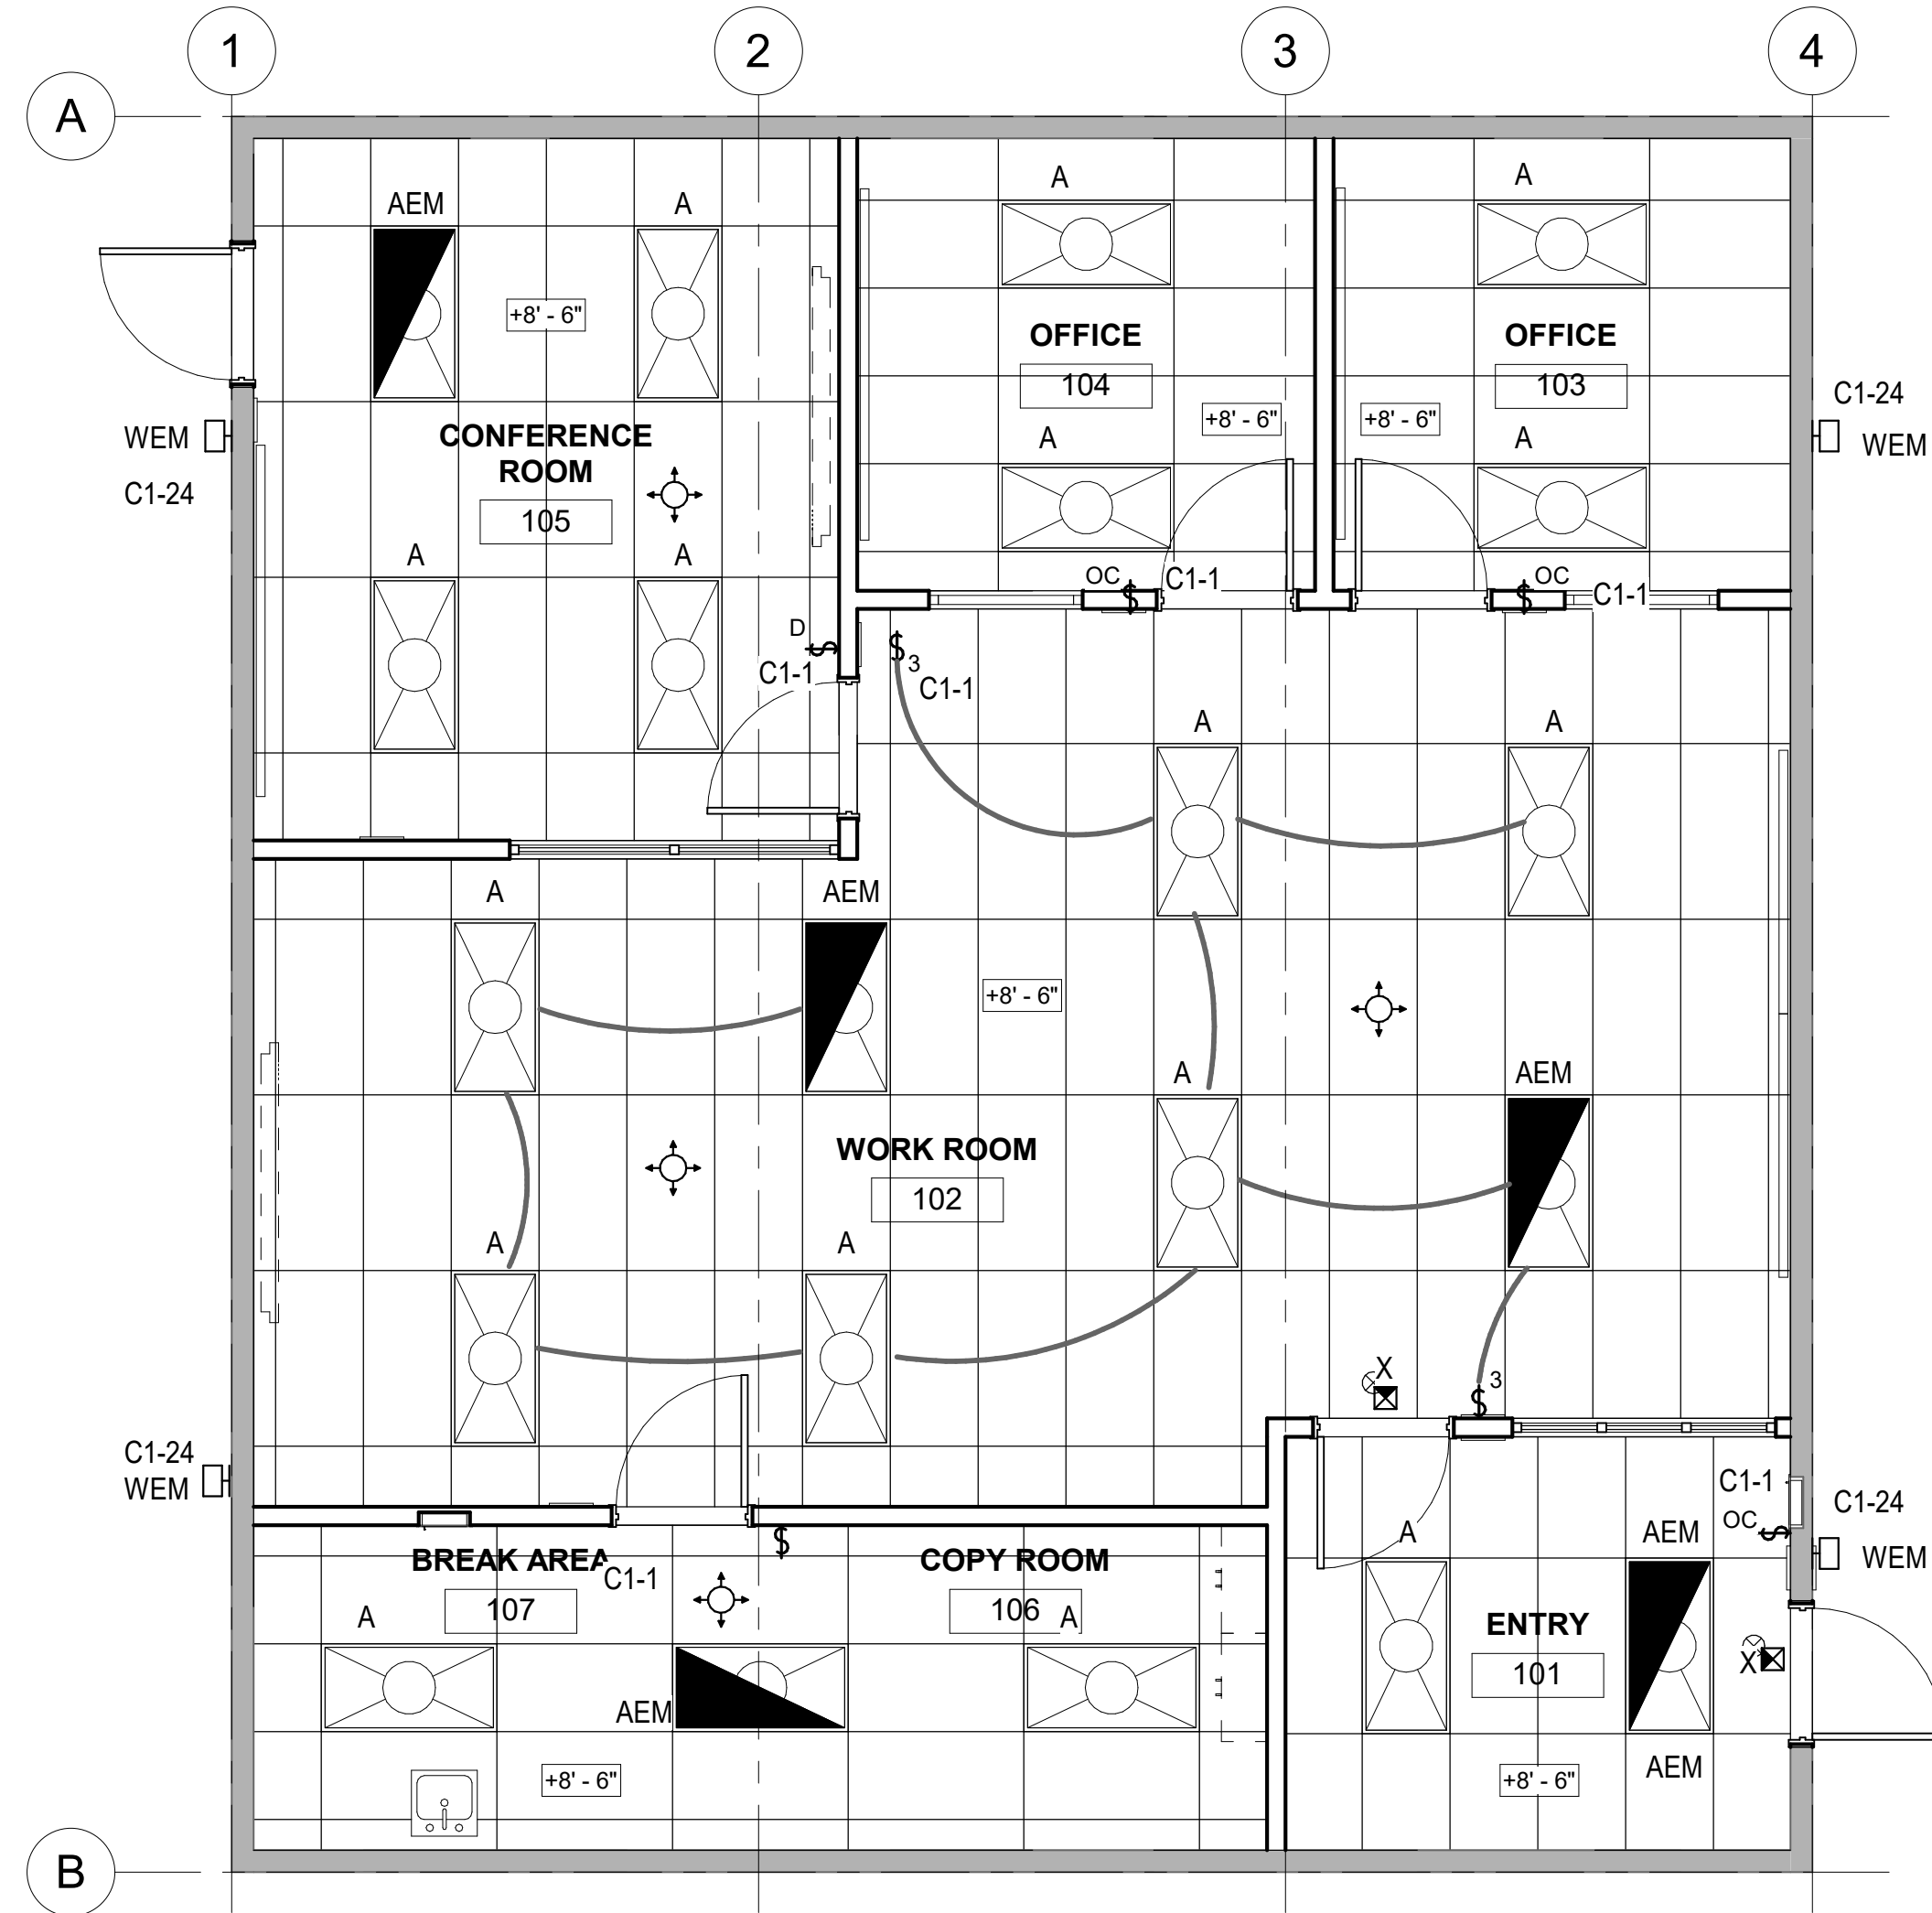 1
2
3
4
A
AEM
A
A
A
+8' - 6"
OFFICE
104
OFFICE
103
C1-24
WEM
WEM
C1-24
CONFERENCE
ROOM
105
+8' - 6"
+8' - 6"
A
A
A
A
OC
C1-1
OC
C1-1
D
C1-1
$
3
C1-1
A
A
A
AEM
+8' - 6"
A
AEM
WORK ROOM
102
A
A
X
$
3
C1-24
WEM
C1-1
OC
C1-24
WEM
$
BREAK AREA
107
C1-1
COPY ROOM
106
A
A
AEM
A
AEM
ENTRY
101
X
AEM
+8' - 6"
+8' - 6"
B